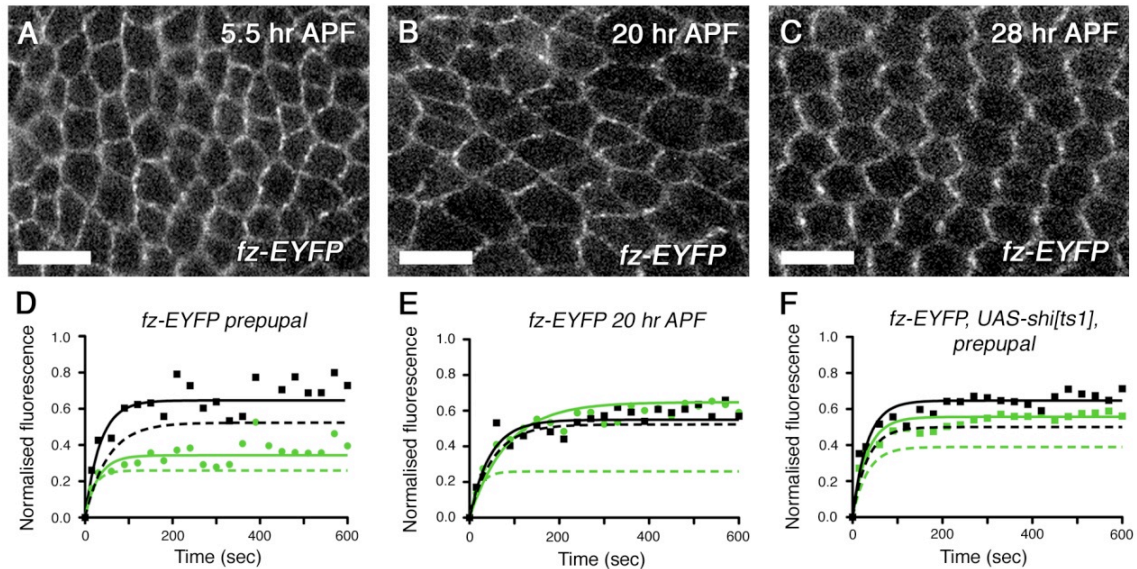 A
5.5 hr APF
fz-EYFP
B
20 hr APF
fz-EYFP
C
28 hr APF
fz-EYFP
D
fz-EYFP prepupal
Normalised fluorescence
1.0
0.8
0.6
0.4
0.2
0.0
0
200
400
600
Time (sec)
E
fz-EYFP 20 hr APF
Normalised fluorescence
1.0
0.8
0.6
0.4
0.2
0.0
0
200
400
600
Time (sec)
F
fz-EYFP, UAS-shi[ts1],
prepupal
Normalised fluorescence
1.0
0.8
0.6
0.4
0.2
0.0
0
200
400
600
Time (sec)